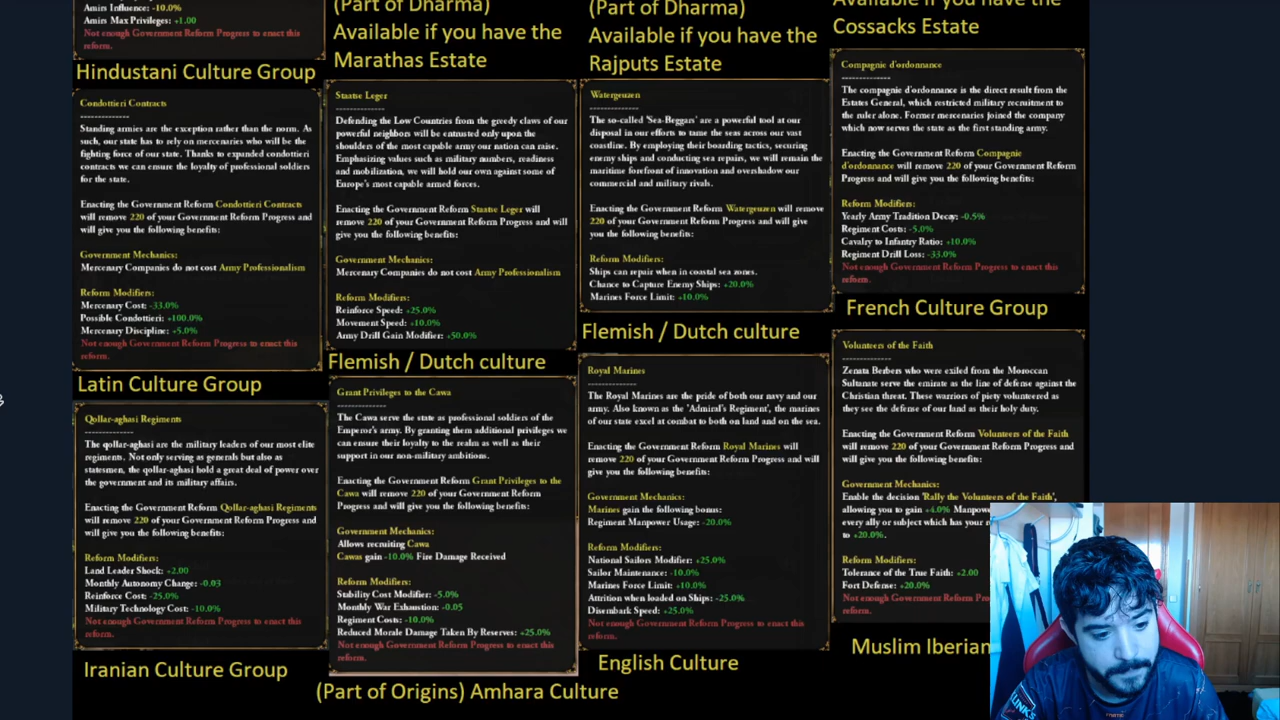 Amirs Influence: -10.0%
Amirs Max Privileges: +1.00
Not enough Government Reform Progress to enact this
reform.
Hindustani Culture Group
(Part of Dharma)
Available if you have the
Marathas Estate
(Part of Dharma)
Available if you have the
Rajputs Estate
Available if you have the
Cossacks Estate
Condottieri Contracts
--------------
Standing armies are the exception rather than the norm. As
such, our state has to rely on mercenaries who will be the
fighting force of our state. Thanks to expanded condottieri
contracts we can ensure the loyalty of professional soldiers
for the state.
Enacting the Government Reform Condottieri Contracts
will remove 220 of your Government Reform Progress and
will give you the following benefits:
Government Mechanics:
Mercenary Companies do not cost Army Professionalism
Reform Modifiers:
Mercenary Cost: -33.0%
Possible Condottieri: +100.0%
Mercenary Discipline: +5.0%
Not enough Government Reform Progress to enact this
reform.
Latin Culture Group
Staatse Leger
--------------
Defending the Low Countries from the greedy claws of our
powerful neighbors will be entrusted only upon the
shoulders of the most capable army our nation can raise.
Emphasizing values such as military numbers, readiness
and mobilization, we will hold our own against some of
Europe's most capable armed forces.
Enacting the Government Reform Staatse Leger will
remove 220 of your Government Reform Progress and will
give you the following benefits:
Government Mechanics:
Mercenary Companies do not cost Army Professionalism
Reform Modifiers:
Reinforce Speed: +25.0%
Movement Speed: +10.0%
Army Drill Gain Modifier: +50.0%
Flemish / Dutch culture
Watergeuzen
--------------
The so-called 'Sea-Beggars' are a powerful tool at our
disposal in our efforts to tame the seas across our vast
coastline. By employing their boarding tactics, securing
enemy ships and conducting sea repairs, we will remain the
maritime forefront of innovation and overshadow our
commercial and military rivals.
Enacting the Government Reform Watergeuzen will remove
220 of your Government Reform Progress and will give
you the following benefits:
Reform Modifiers:
Ships can repair when in coastal sea zones.
Chance to Capture Enemy Ships: +20.0%
Marines Force Limit: +10.0%
Flemish / Dutch culture
Compagnie d'ordonnance
--------------
The compagnie d'ordonnance is the direct result from the
Estates General, which restricted military recruitment to
the ruler alone. Former mercenaries joined the company
which now serves the state as the first standing army.
Enacting the Government Reform Compagnie
d'ordonnance will remove 220 of your Government Reform
Progress and will give you the following benefits:
Reform Modifiers:
Yearly Army Tradition Decay: -0.5%
Regiment Costs: -5.0%
Cavalry to Infantry Ratio: +10.0%
Regiment Drill Loss: -33.0%
Not enough Government Reform Progress to enact this
reform.
French Culture Group
Qollar-aghasi Regiments
--------------
The qollar-aghasi are the military leaders of our most elite
regiments. Not only serving as generals but also as
statesmen, the qollar-aghasi hold a great deal of power over
the government and its military affairs.
Enacting the Government Reform Qollar-aghasi Regiments
will remove 220 of your Government Reform Progress and
will give you the following benefits:
Reform Modifiers:
Land Leader Shock: +2.00
Monthly Autonomy Change: -0.03
Reinforce Cost: -25.0%
Military Technology Cost: -10.0%
Not enough Government Reform Progress to enact this
reform.
Iranian Culture Group
Grant Privileges to the Cawa
--------------
The Cawa serve the state as professional soldiers of the
Emperor's army. By granting them additional privileges we
can ensure their loyalty to the realm as well as their
support in our non-military ambitions.
Enacting the Government Reform Grant Privileges to the
Cawa will remove 220 of your Government Reform
Progress and will give you the following benefits:
Government Mechanics:
Allows recruiting Cawa
Cawas gain -10.0% Fire Damage Received
Reform Modifiers:
Stability Cost Modifier: -5.0%
Monthly War Exhaustion: -0.05
Regiment Costs: -10.0%
Reduced Morale Damage Taken By Reserves: +25.0%
Not enough Government Reform Progress to enact this
reform.
(Part of Origins) Amhara Culture
Royal Marines
--------------
The Royal Marines are the pride of both our navy and our
army. Also known as the 'Admiral's Regiment', the marines
of our state excel at combat to both on land and on the sea.
Enacting the Government Reform Royal Marines will
remove 220 of your Government Reform Progress and will
give you the following benefits:
Government Mechanics:
Marines gain the following bonus:
Regiment Manpower Usage: -20.0%
Reform Modifiers:
National Sailors Modifier: +25.0%
Sailor Maintenance: -10.0%
Marines Force Limit: +10.0%
Attrition when loaded on Ships: -25.0%
Disembark Speed: +25.0%
Not enough Government Reform Progress to enact this
reform.
English Culture
Volunteers of the Faith
--------------
Zenata Berbers who were exiled from the Moroccan
Sultanate serve the emirate as the line of defense against the
Christian threat. These warriors of piety volunteered as
they see the defense of our land as their holy duty.
Enacting the Government Reform Volunteers of the Faith
will remove 220 of your Government Reform Progress and
will give you the following benefits:
Government Mechanic:
Enable the decision 'Rally the Volunteers of the Faith',
allowing you to gain +4.0%
every ally or subject which has your
to +20.0%.
Reform Modifiers:
Tolerance of the True Faith: +2.00
Fort Defense: +20.0%
Not enough Government Reform
reform.
Muslim Iberian